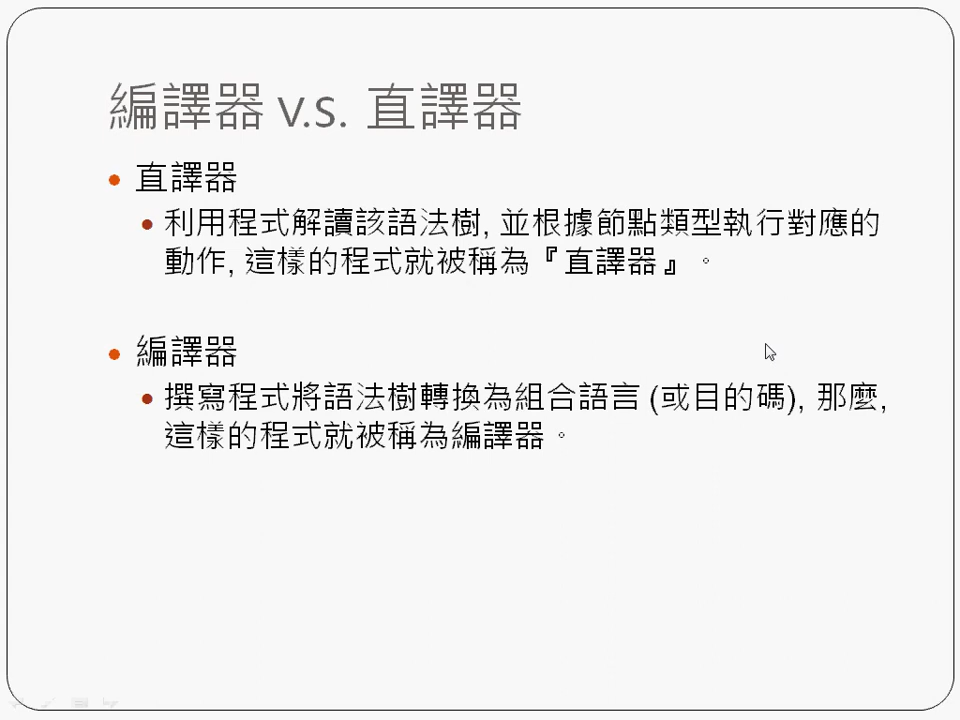 編譯器 v.s. 直譯器
直譯器
利用程式解讀該語法樹, 並根據節點類型執行對應的
動作, 這樣的程式就被稱為『直譯器』。
編譯器
撰寫程式將語法樹轉換為組合語言 (或目的碼), 那麼,
這樣的程式就被稱為編譯器。